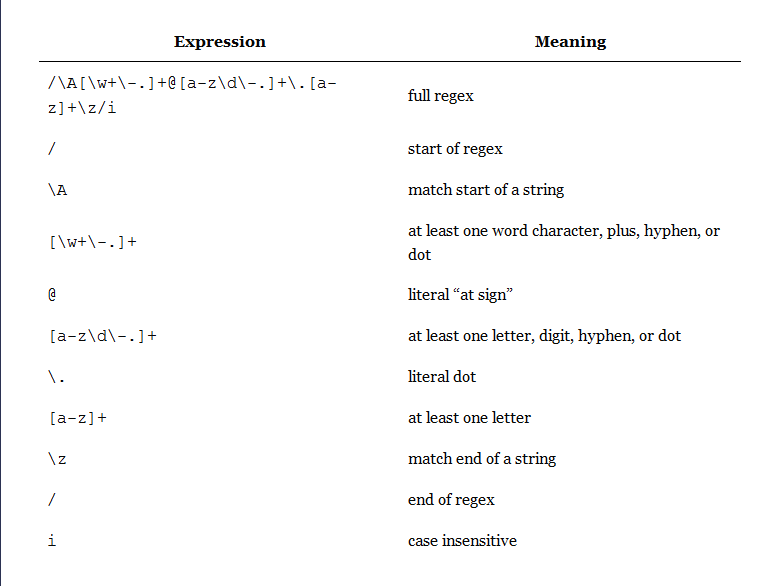 Expression Meaning
/\A[\w+\-.]+@[a-z\d\-.]+\.[a-
z]+\z/i
full regex
/ start of regex
\A match start of a string
[\w+\-.]+
at least one word character, plus, hyphen, or
dot
@ literal “at sign”
[a-z\d\-.]+ at least one letter, digit, hyphen, or dot
\. literal dot
[a-z]+ at least one letter
\z match end of a string
/ end of regex
i case insensitive